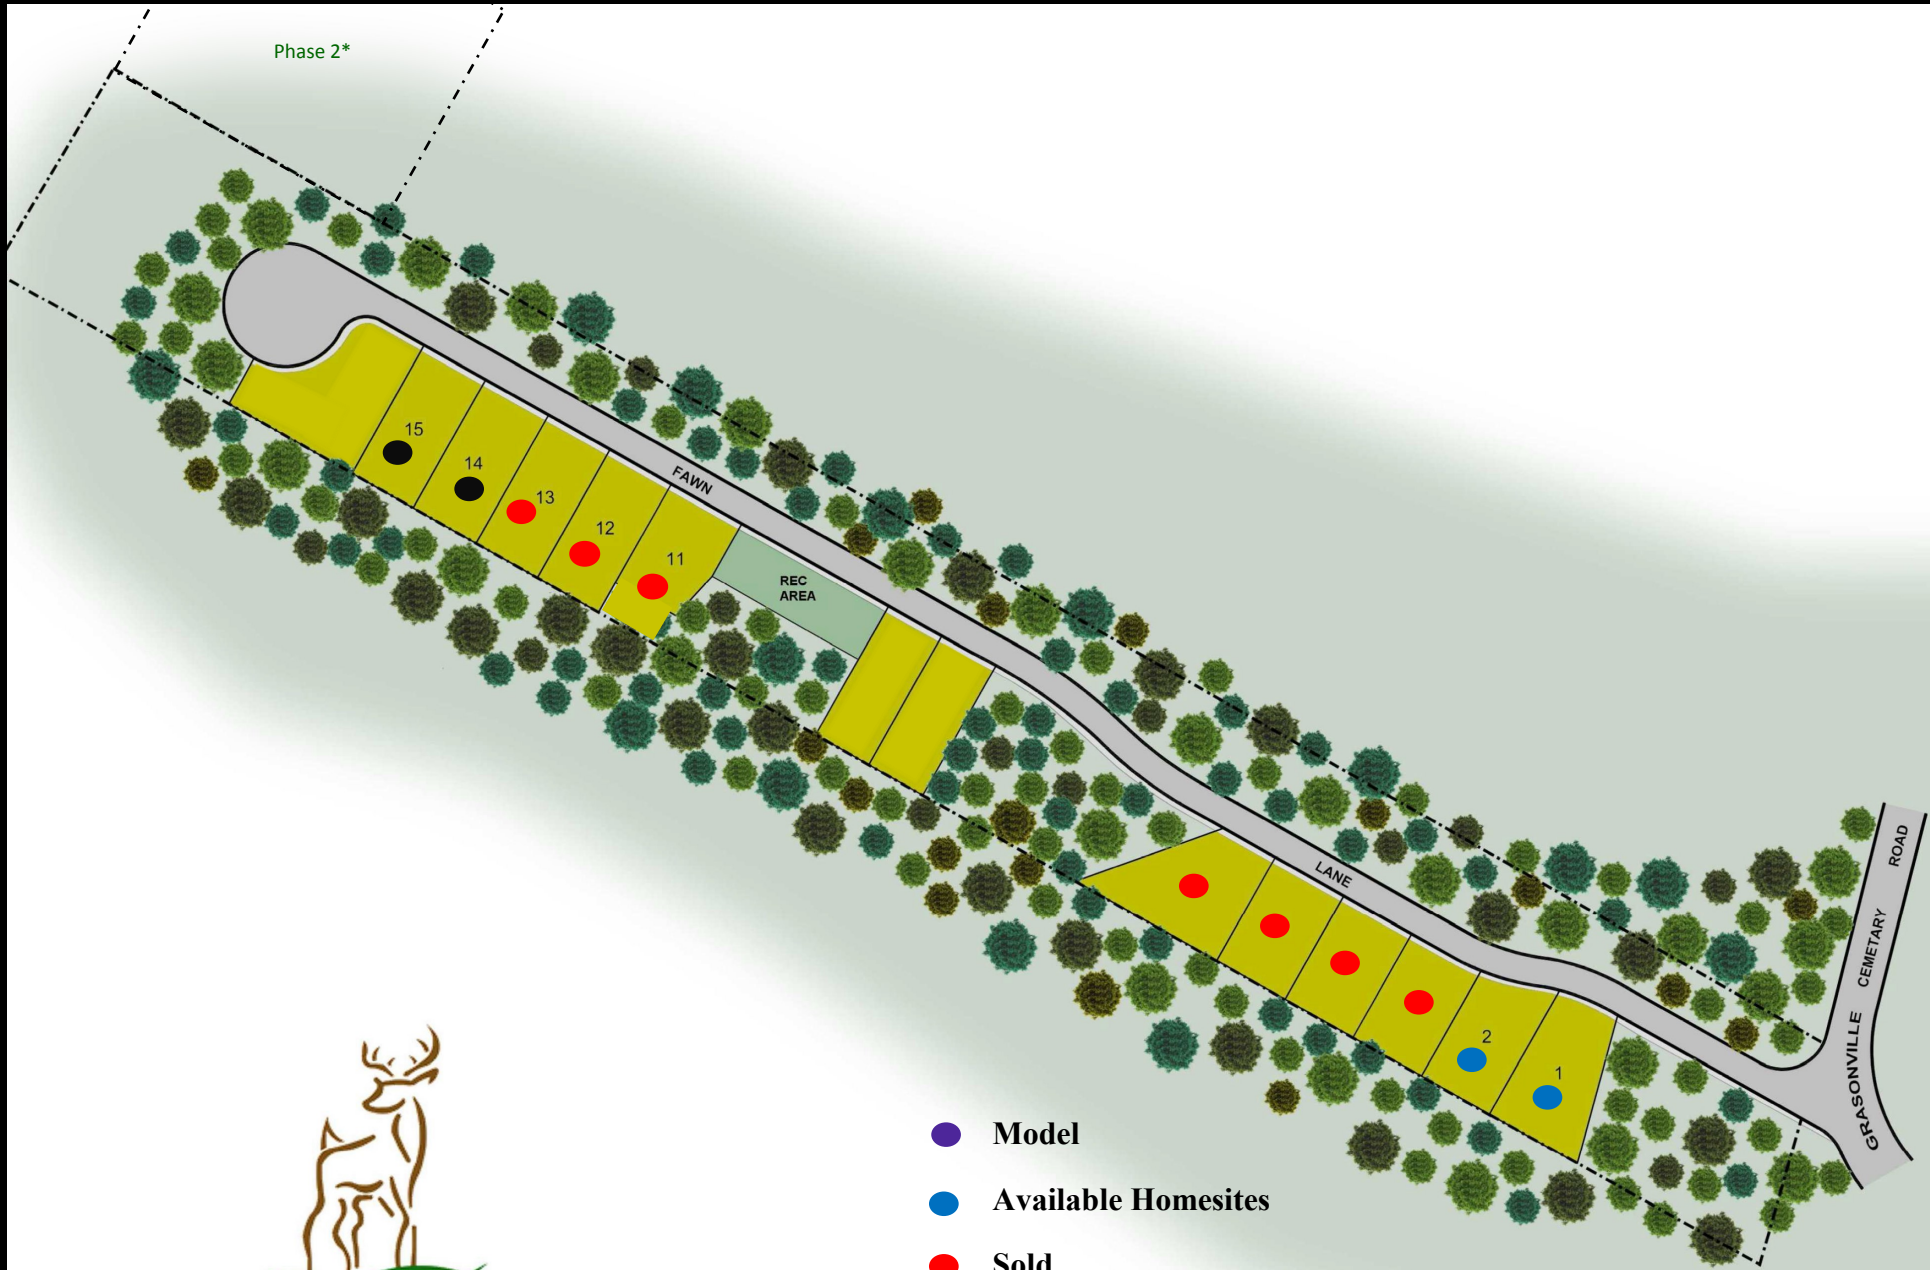 Phase 2*
15
14
13
12
11
FAWN
REC
AREA
LANE
2
1
GRASONVILLE CEMETARY ROAD
Model
Available Homesites
Sold